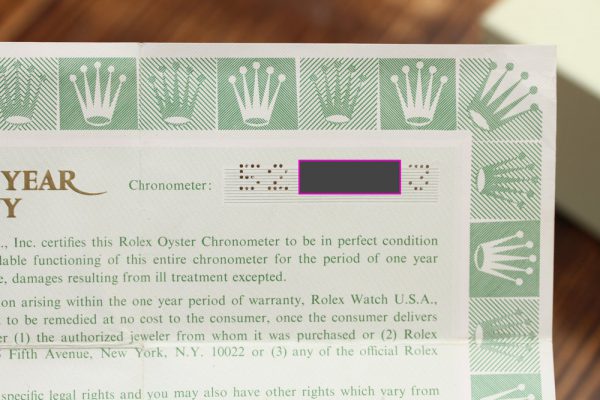 YEAR
Y
Chronometer: 52 3
., Inc. certifies this Rolex Oyster Chronometer to be in perfect condition
lable functioning of this entire chronometer for the period of one year
e, damages resulting from ill treatment excepted.
on arising within the one year period of warranty, Rolex Watch U.S.A.,
to be remedied at no cost to the consumer, once the consumer delivers
er (1) the authorized jeweler from whom it was purchased or (2) Rolex
Fifth Avenue, New York, N.Y. 10022 or (3) any of the official Rolex
specific legal rights and you may also have other rights which vary from